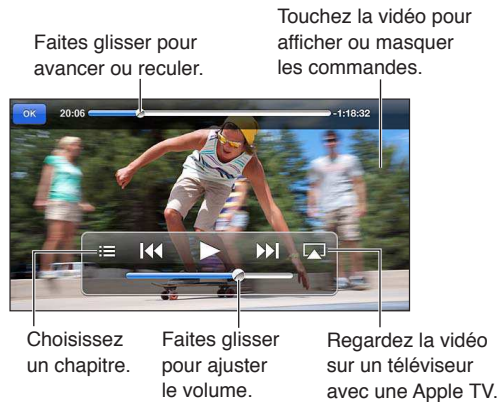 Touchez la vidéo pour
afficher ou masquer
les commandes.
Faites glisser pour
avancer ou reculer.
OK 20:06 -1:18:32
Choisissez
un chapitre.
Faites glisser
pour ajuster
le volume.
Regardez la vidéo
sur un téléviseur
avec une Apple TV.